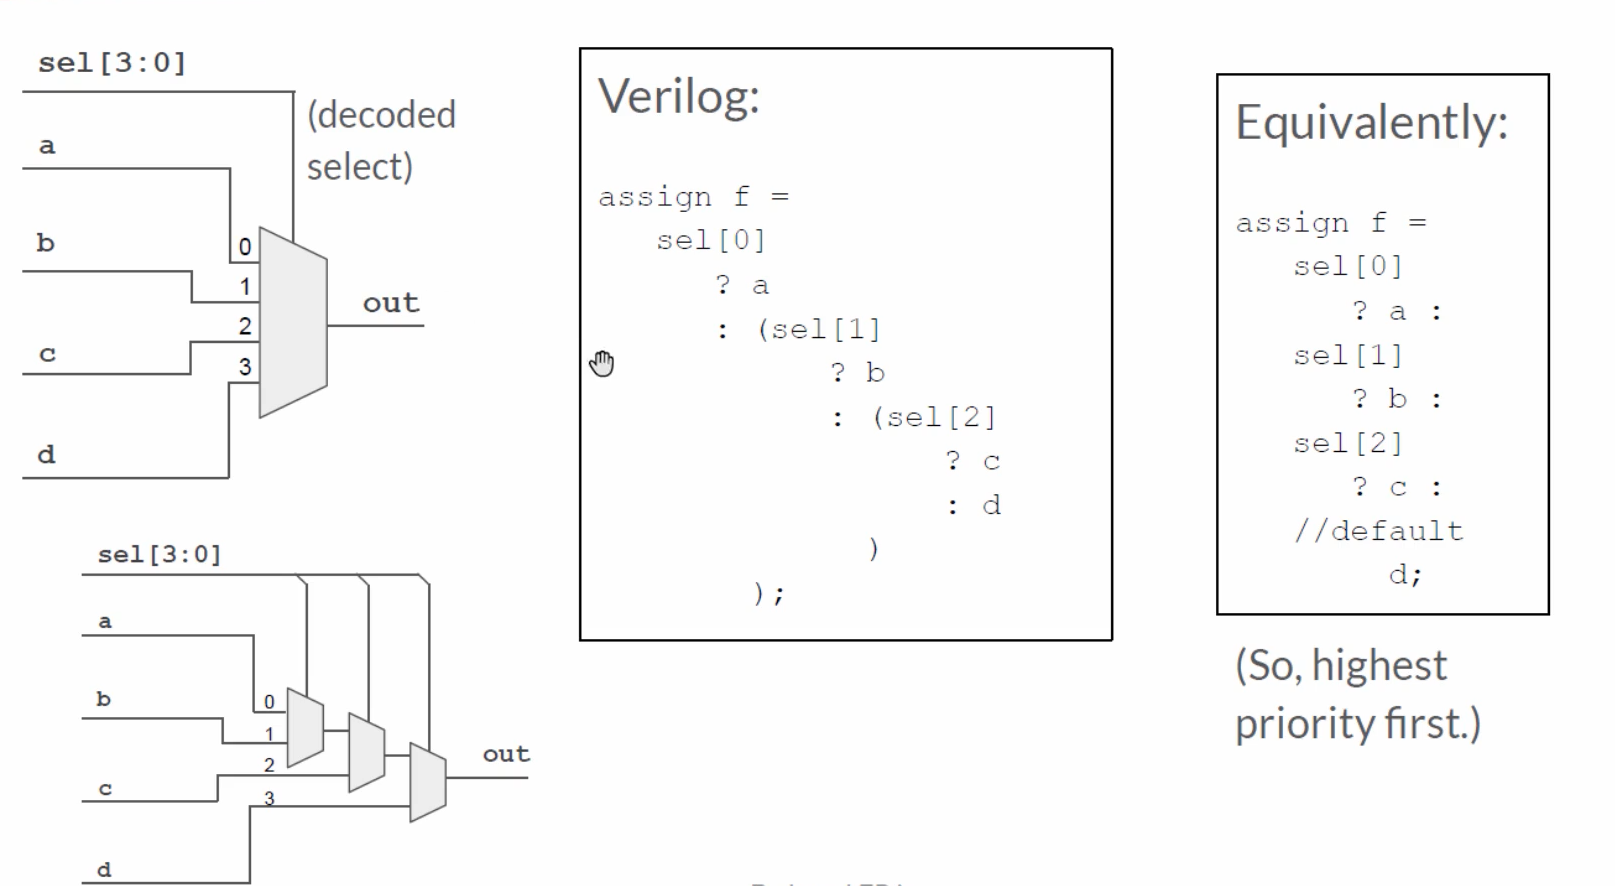 sel[3:0]
(decoded
select)
a
b
c
d
0
1
2
3
out
sel[3:0]
a
b
c
d
0
1
2
3
out
Verilog:
assign f =
sel[0]
? a
: (sel[1]
? b
: (sel[2]
? c
: d
)
);
Equivalently:
assign f =
sel[0]
? a :
sel[1]
? b :
sel[2]
? c :
//default
d;
(So, highest
priority first.)